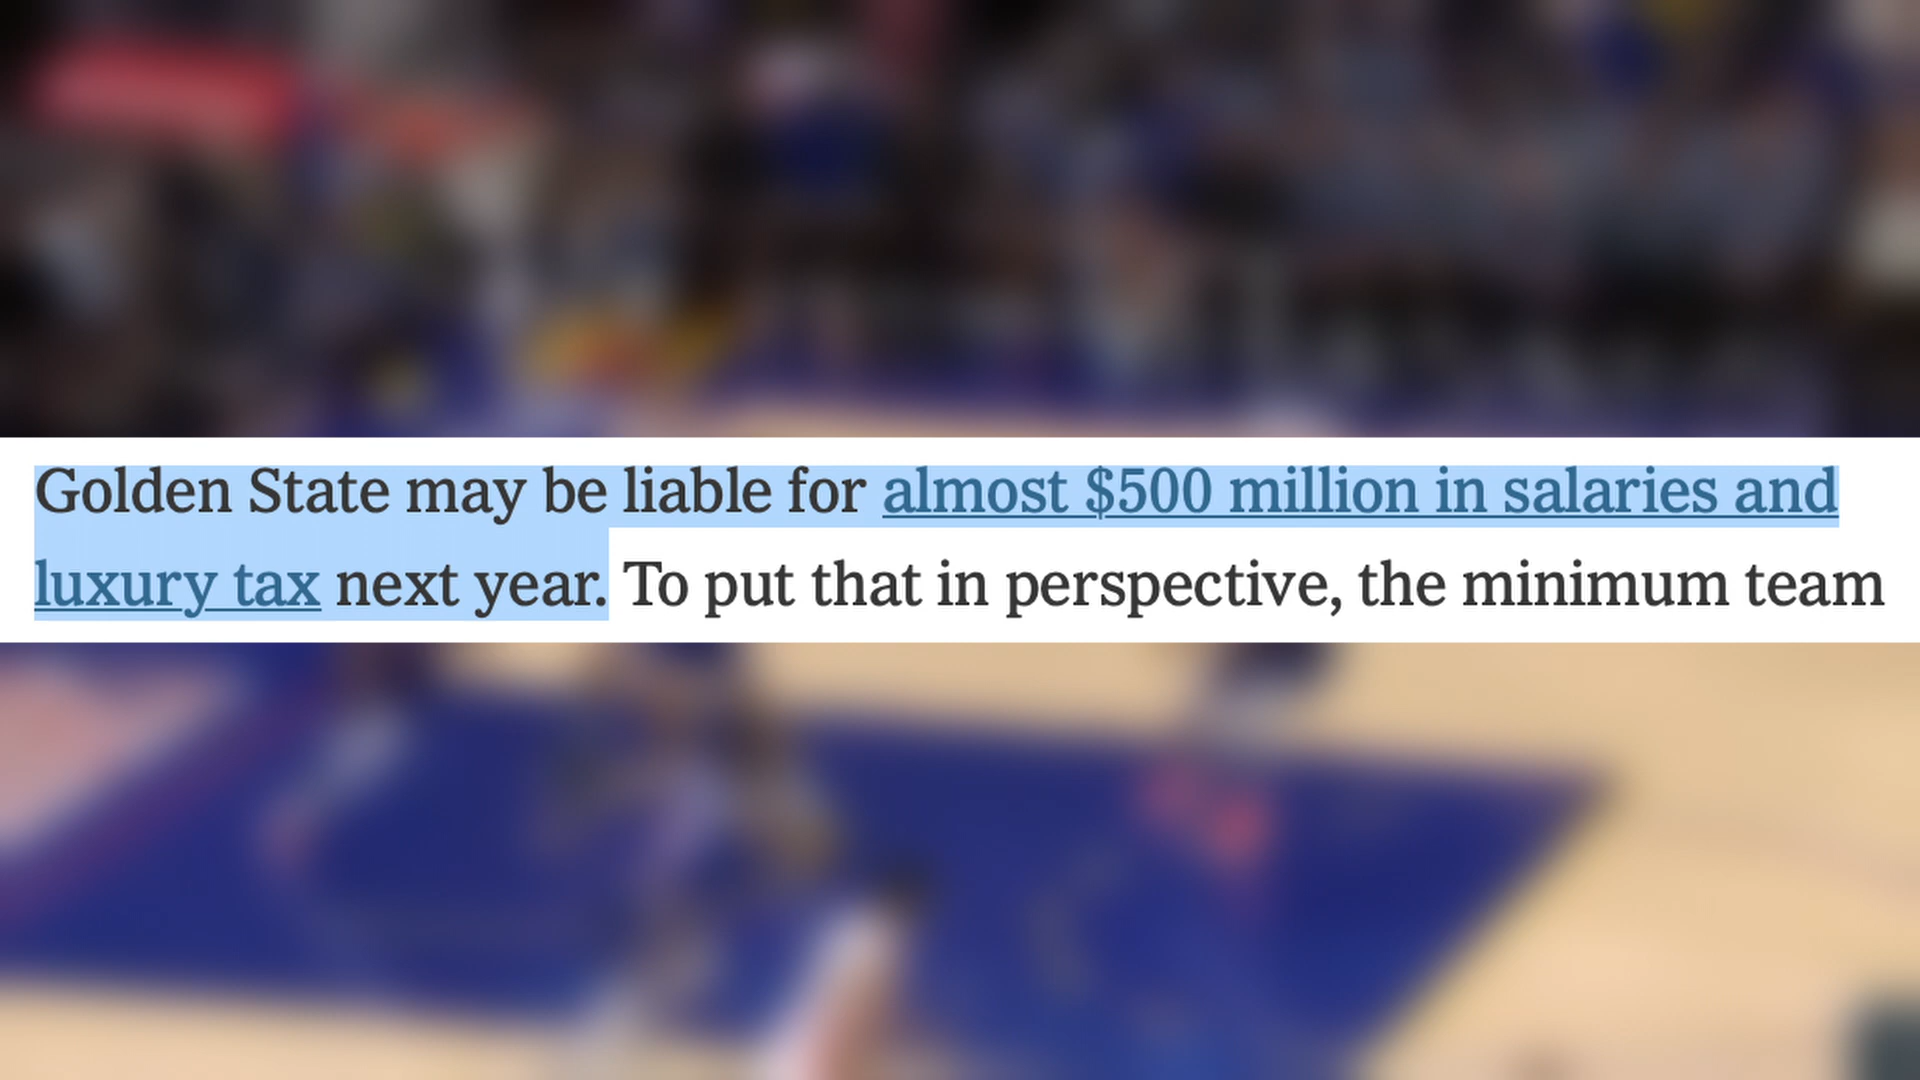 Golden State may be liable for almost $500 million in salaries and
luxury tax next year. To put that in perspective, the minimum team